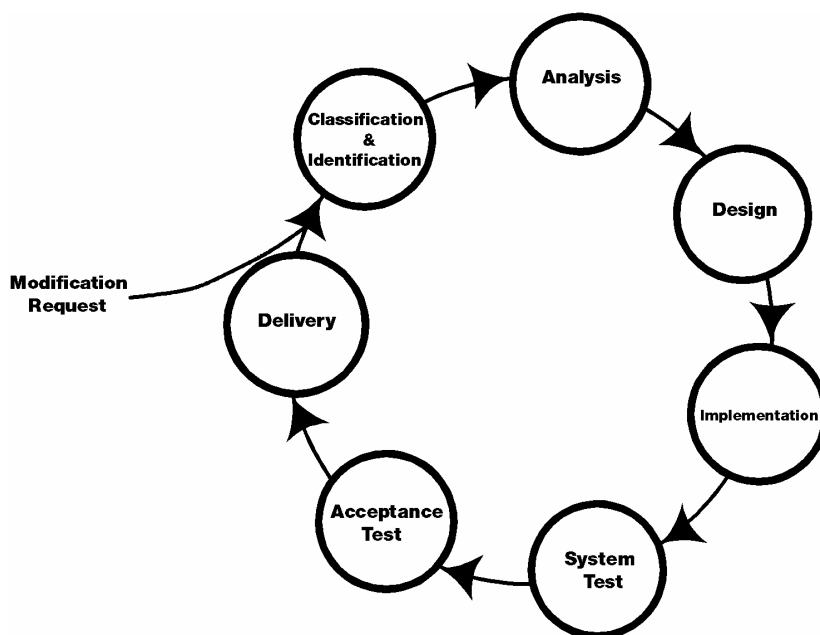 Analysis
Classification
&
Identification
Design
Modification
Request
Delivery
Implementation
Acceptance
Test
System
Test